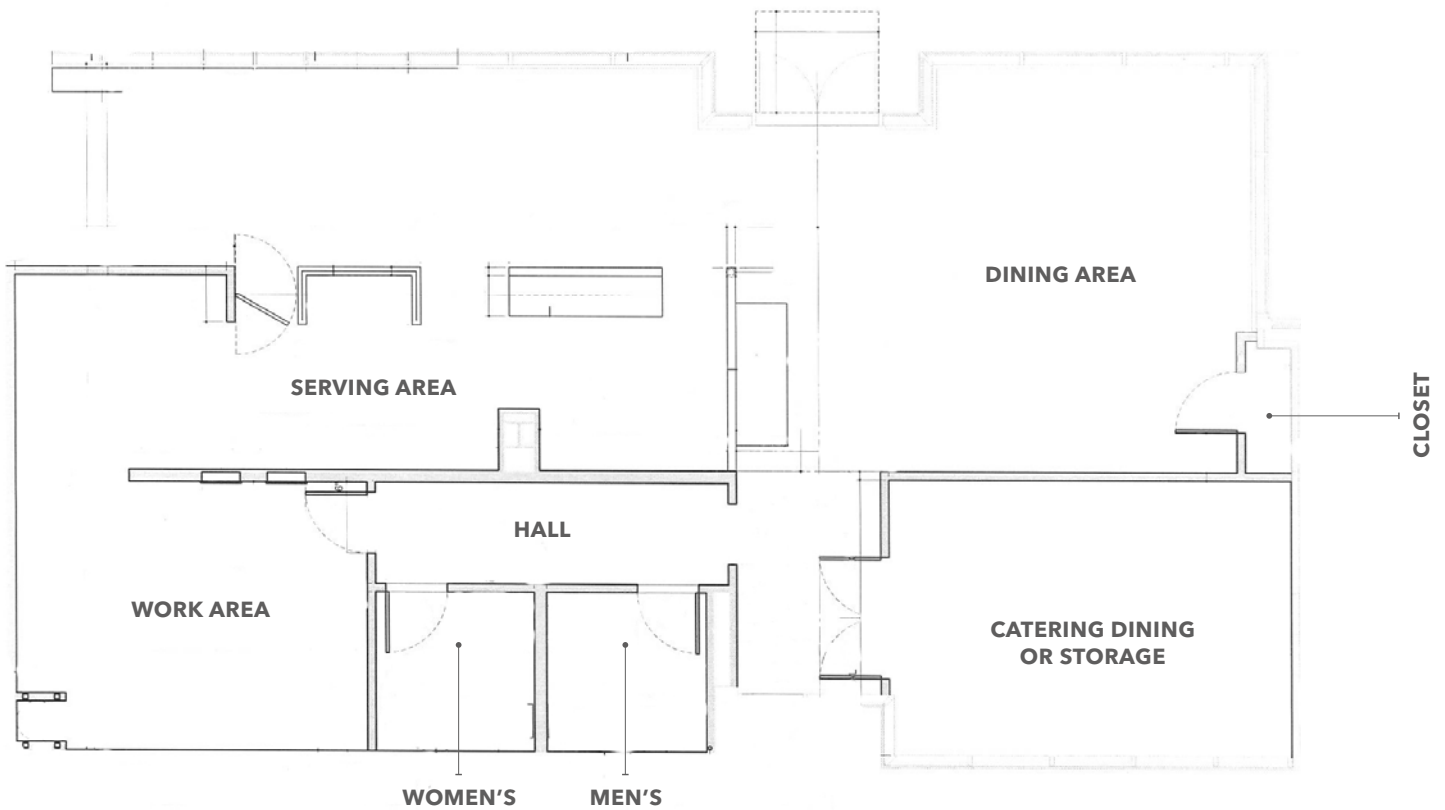 DINING AREA
SERVING AREA
CLOSET
HALL
WORK AREA
CATERING DINING
OR STORAGE
WOMEN'S
MEN'S